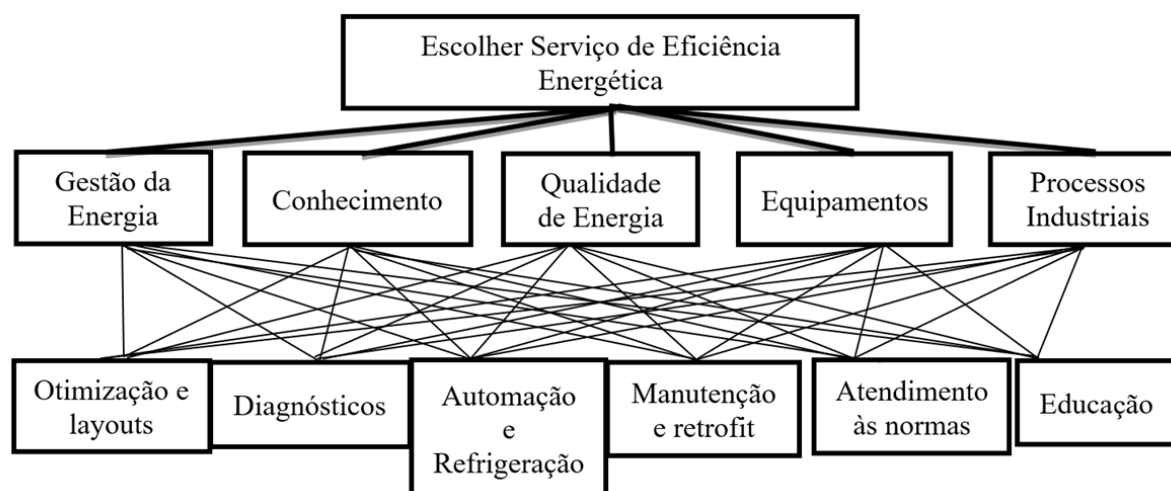 Escolher Serviço de Eficiência
Energética
Gestão da
Energia
Conhecimento
Qualidade
de Energia
Equipamentos
Processos
Industriais
Otimização e
layouts
Diagnósticos
Automação
e
Refrigeração
Manutenção
e retrofit
Atendimento
às normas
Educação